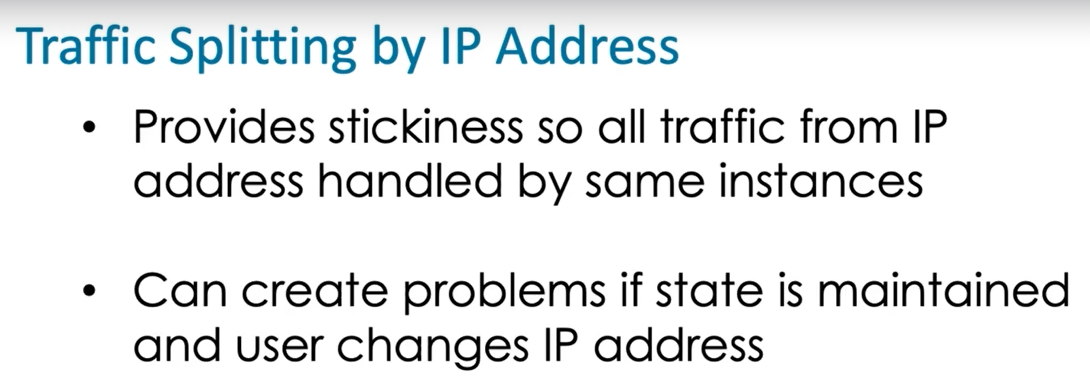 Traffic Splitting by IP Address
• Provides stickiness so all traffic from IP
address handled by same instances
• Can create problems if state is maintained
and user changes IP address